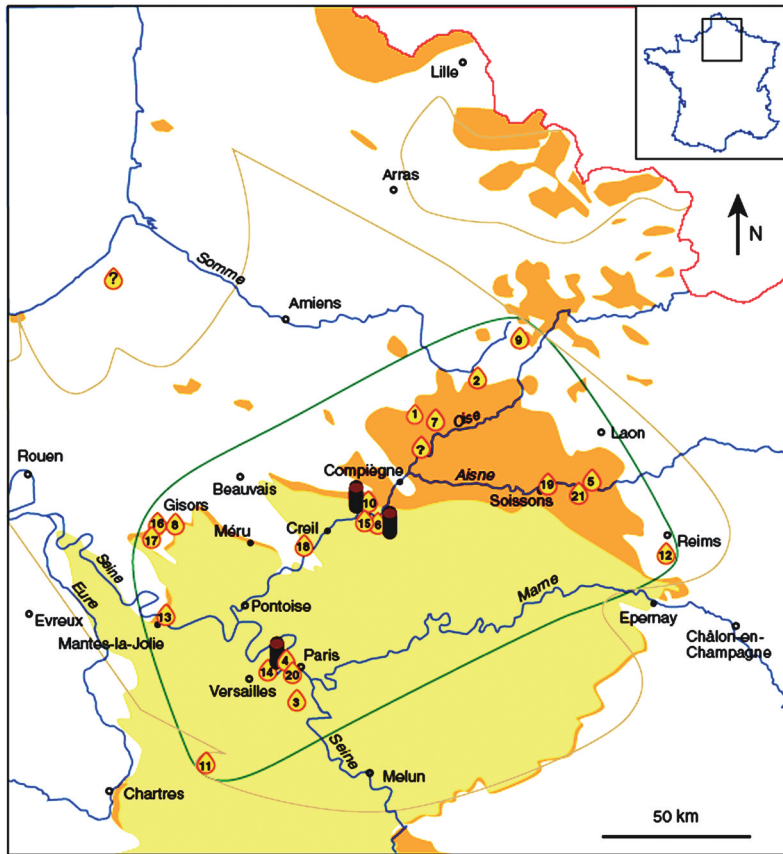 Lille
Arras
N
Somme
?
Amiens
9
2
1
7
Oise
?
Laon
Rouen
Compiègne
Beauvais
Aisne
19
5
21
Soissons
Gisors
10
16
8
15
6
17
Méru
Creil
18
Reims
12
Seine
Eure
Marne
Pontoise
Evreux
13
Mantes-la-Jolie
Epernay
Châlon-en-
Champagne
4
Paris
14
20
Versailles
3
Seine
11
Melun
Chartres
50 km